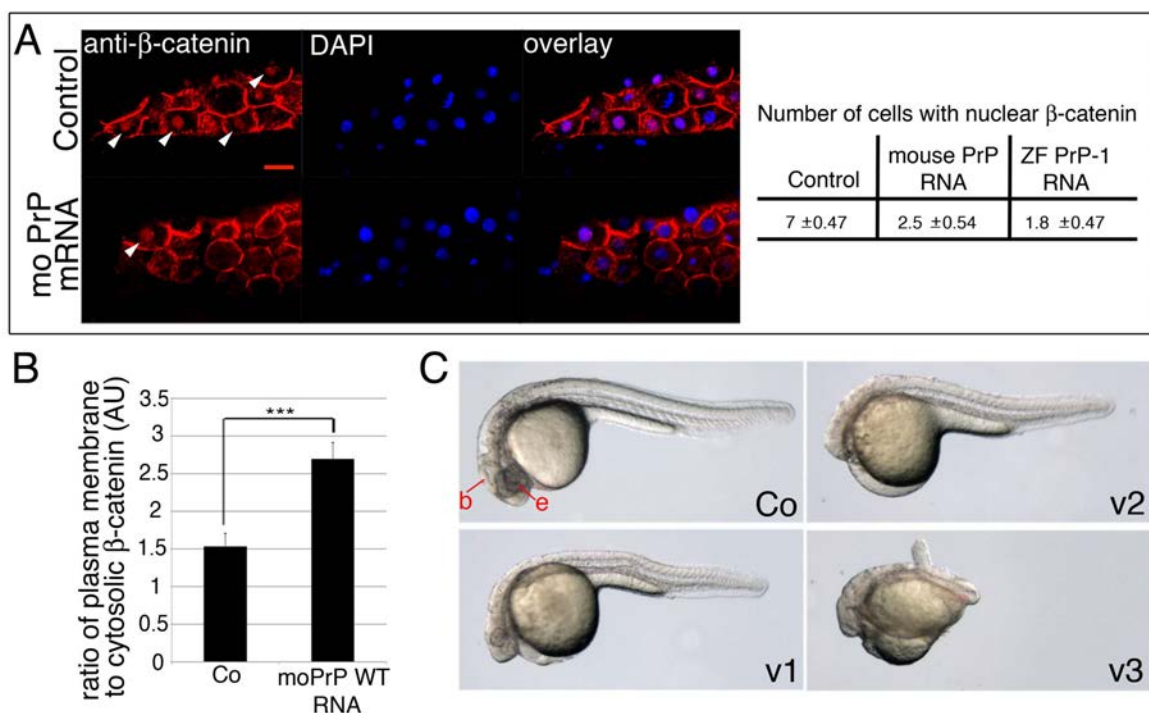 A
anti-β-catenin DAPI overlay
Control
mo PrP
mRNA
Number of cells with nuclear β-catenin
Control mouse PrP RNA ZF PrP-1 RNA
7 ±0.47 2.5 ±0.54 1.8 ±0.47
B
ratio of plasma membrane
to cytosolic β-catenin (AU)
3.5
3
2.5
2
1.5
1
0.5
0
***
Co moPrP WT
RNA
C
b e Co
v2
v1
v3